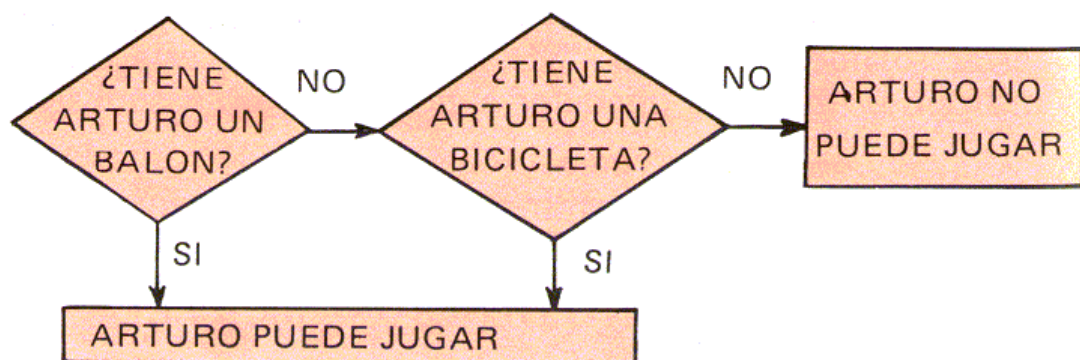 ¿TIENE
ARTURO UN
BALON?
NO
SI
¿TIENE
ARTURO UNA
BICICLETA?
NO
SI
ARTURO NO
PUEDE JUGAR
ARTURO PUEDE JUGAR